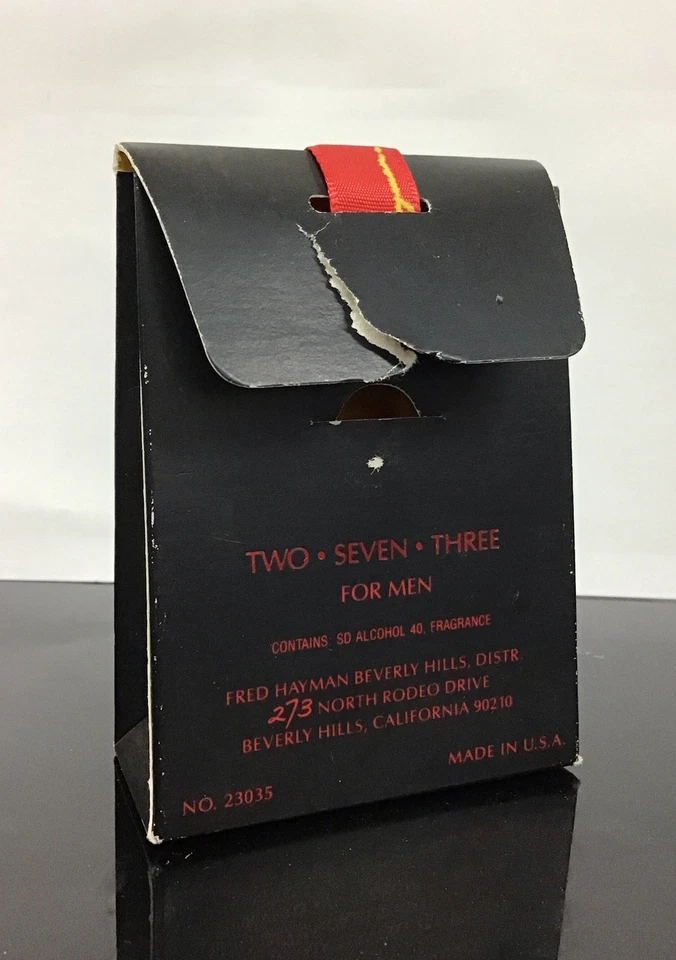 TWO • SEVEN • THREE
FOR MEN
CONTAINS: SD ALCOHOL 40, FRAGRANCE
FRED HAYMAN BEVERLY HILLS, DISTR.
273 NORTH RODEO DRIVE
BEVERLY HILLS, CALIFORNIA 90210
MADE IN U.S.A.
NO. 23035